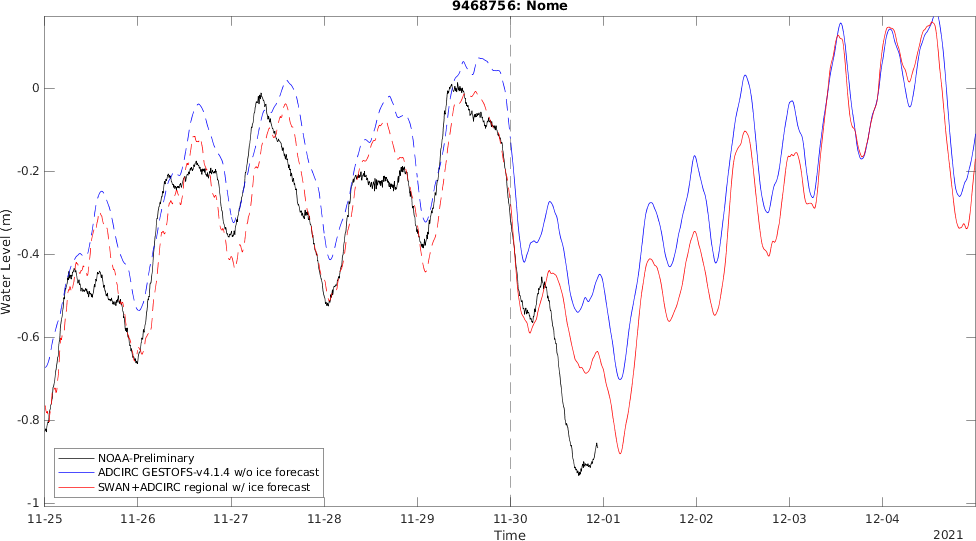 9468756: Nome
Water Level (m)
0
-0.2
-0.4
-0.6
-0.8
-1
NOAA-Preliminary
ADCIRC GESTOFS-v4.1.4 w/o ice forecast
SWAN+ADCIRC regional w/ ice forecast
11-25 11-26 11-27 11-28 11-29 11-30 12-01 12-02 12-03 12-04
Time
2021